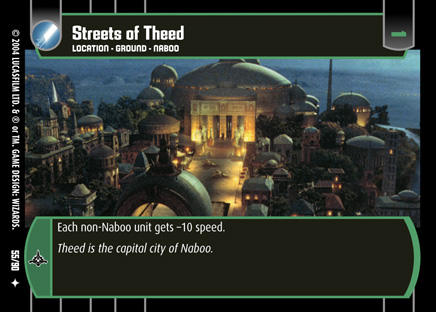 Streets of Theed
LOCATION • GROUND • NABOO
1
Each non-Naboo unit gets –10 speed.
Theed is the capital city of Naboo.
© 2004 LUCASFILM LTD. & ® or TM. GAME DESIGN: WIZARDS.
55/90